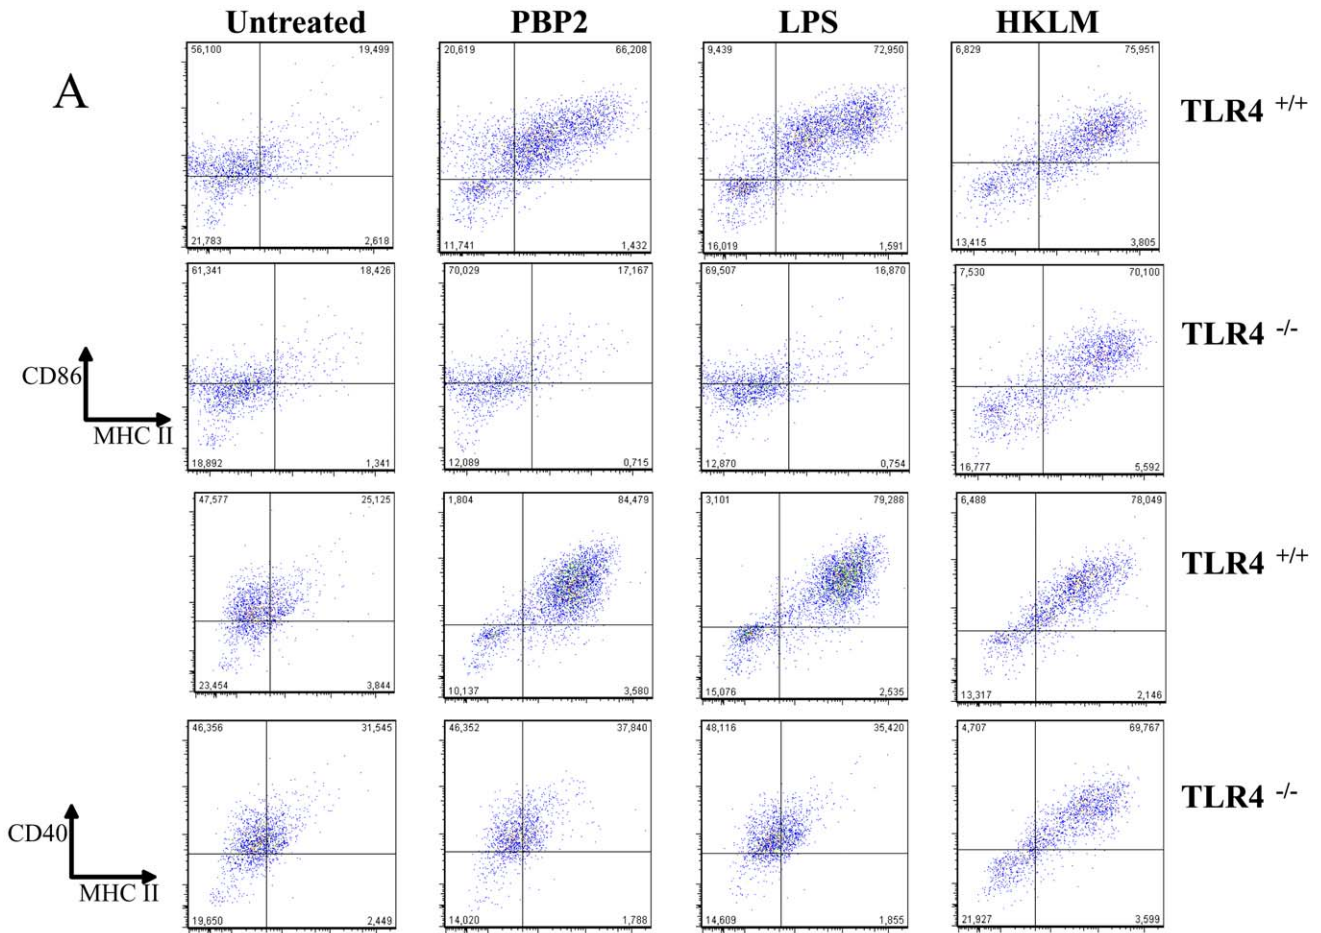 Untreated PBP2 LPS HKLM
A
56,100 19,499 20,619 66,208 9,439 72,950 6,829 75,951
TLR4 +/+
21,783 2,618 11,741 1,432 16,019 1,591 13,415 3,805
61,341 18,426 70,029 17,167 69,507 16,870 7,530 70,100
TLR4 -/-
CD86
MHC II
18,892 1,341 12,089 0,715 12,870 0,754 16,777 5,592
47,577 25,125 1,804 84,479 3,101 79,288 6,488 78,049
TLR4 +/+
23,454 3,844 10,137 3,580 15,076 2,535 13,317 2,146
46,356 31,545 46,352 37,840 48,116 35,420 4,707 69,767
TLR4 -/-
CD40
MHC II
19,650 2,449 14,020 1,788 14,609 1,855 21,927 3,599